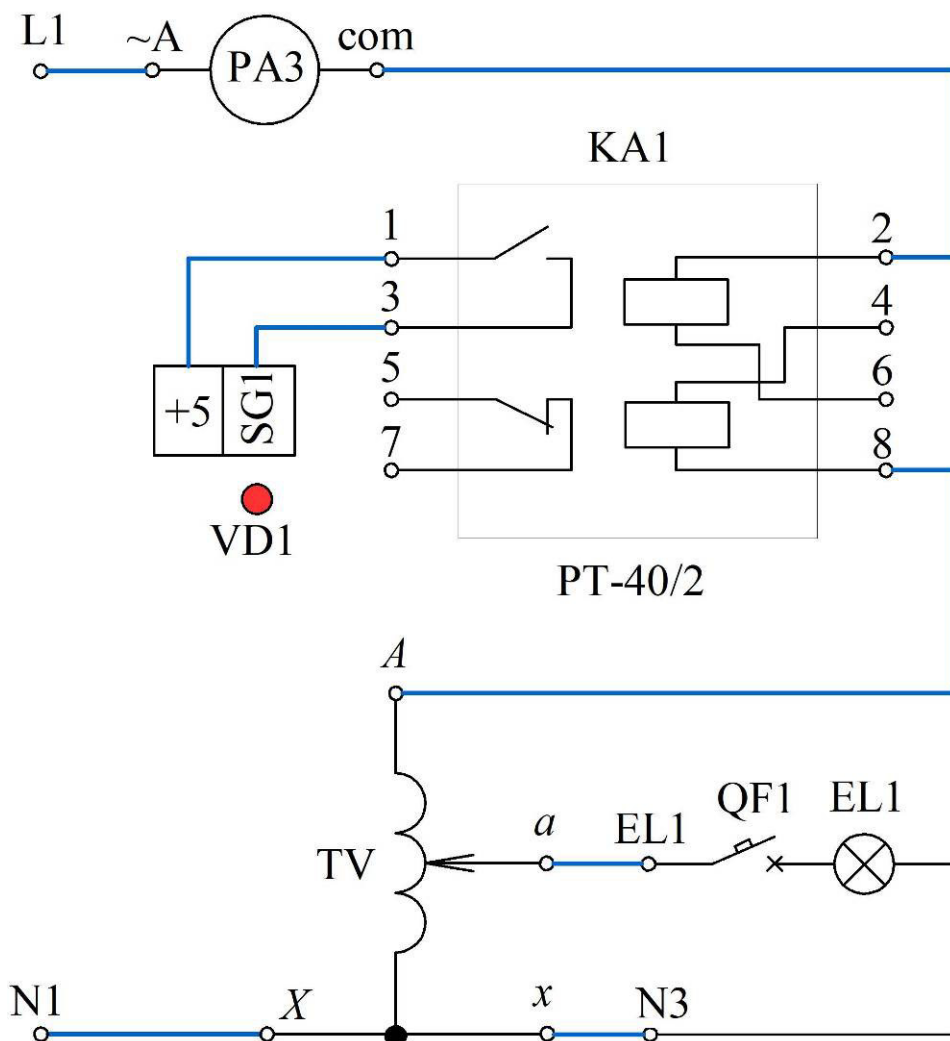 L1 ~A PA3 com
KA1
1 2
3 4
5 6
7 8
+5 SG1
VD1
РТ-40/2
A
TV a EL1 QF1 EL1
N1 X x N3